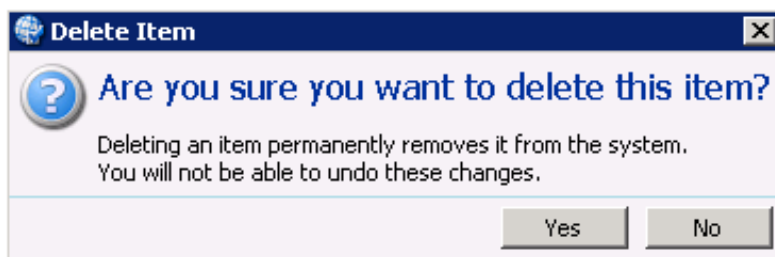 Delete Item
Are you sure you want to delete this item?
Deleting an item permanently removes it from the system.
You will not be able to undo these changes.
Yes No